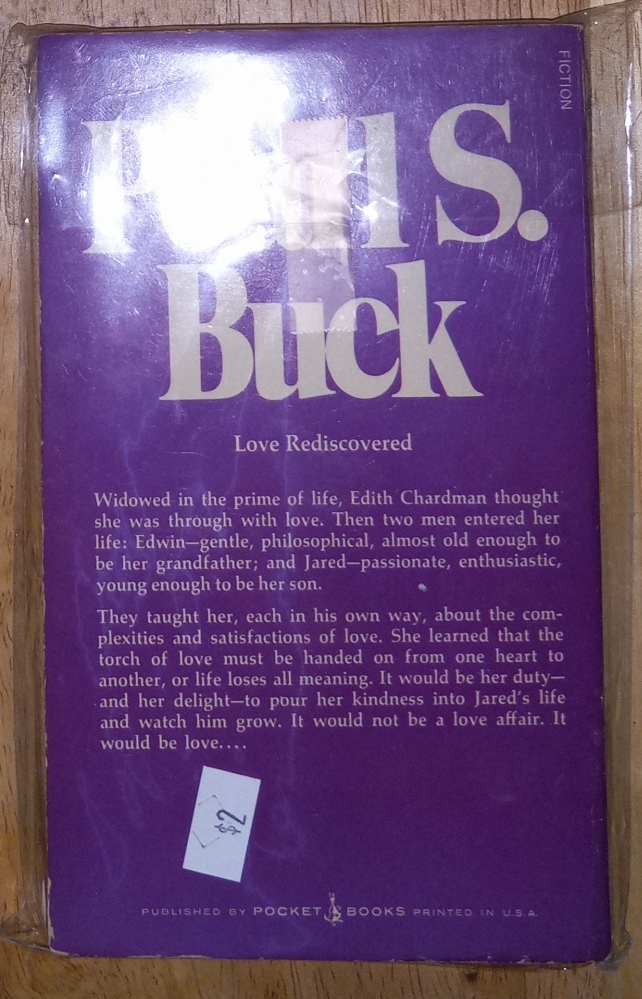 FICTION
Pearl S.
Buck
Love Rediscovered
Widowed in the prime of life, Edith Chardman thought
she was through with love. Then two men entered her
life: Edwin—gentle, philosophical, almost old enough to
be her grandfather; and Jared—passionate, enthusiastic,
young enough to be her son.
They taught her, each in his own way, about the com-
plexities and satisfactions of love. She learned that the
torch of love must be handed on from one heart to
another, or life loses all meaning. It would be her duty—
and her delight—to pour her kindness into Jared's life
and watch him grow. It would not be a love affair. It
would be love....
$2
PUBLISHED BY POCKET BOOKS PRINTED IN U.S.A.